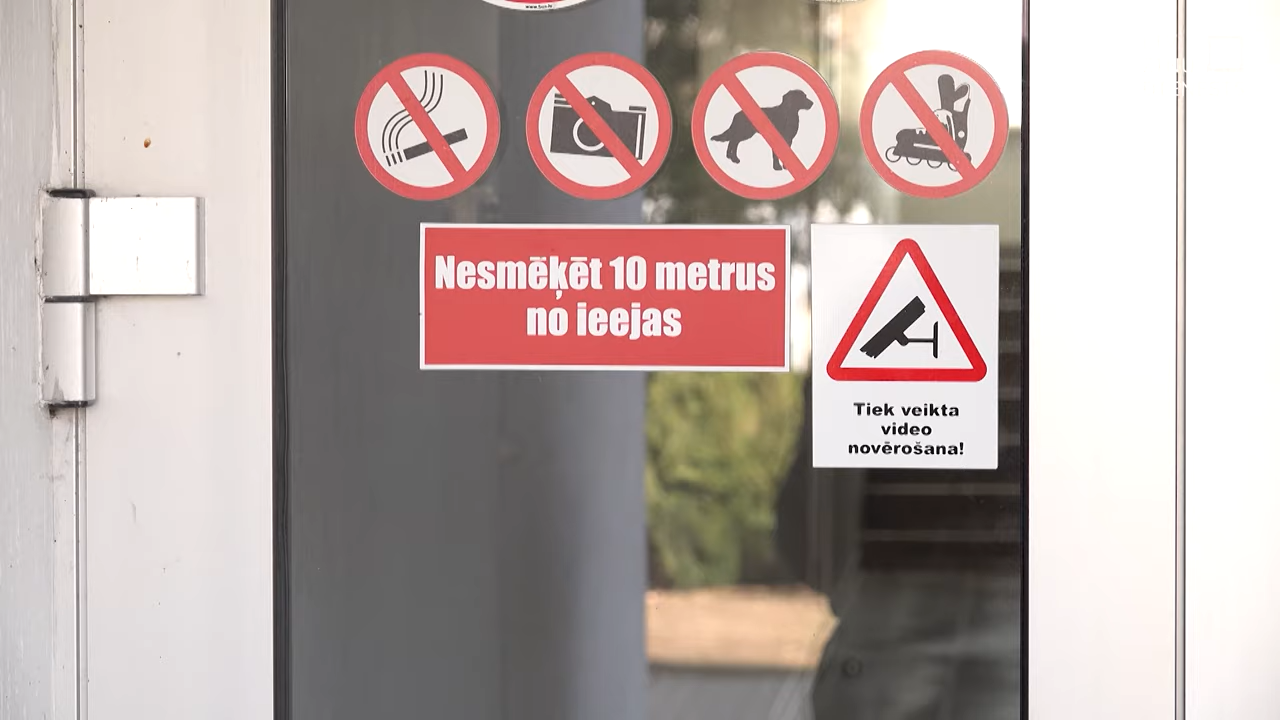 Nesmēķēt 10 metrus
no ieejas
Tiek veikta
video
novērošana!